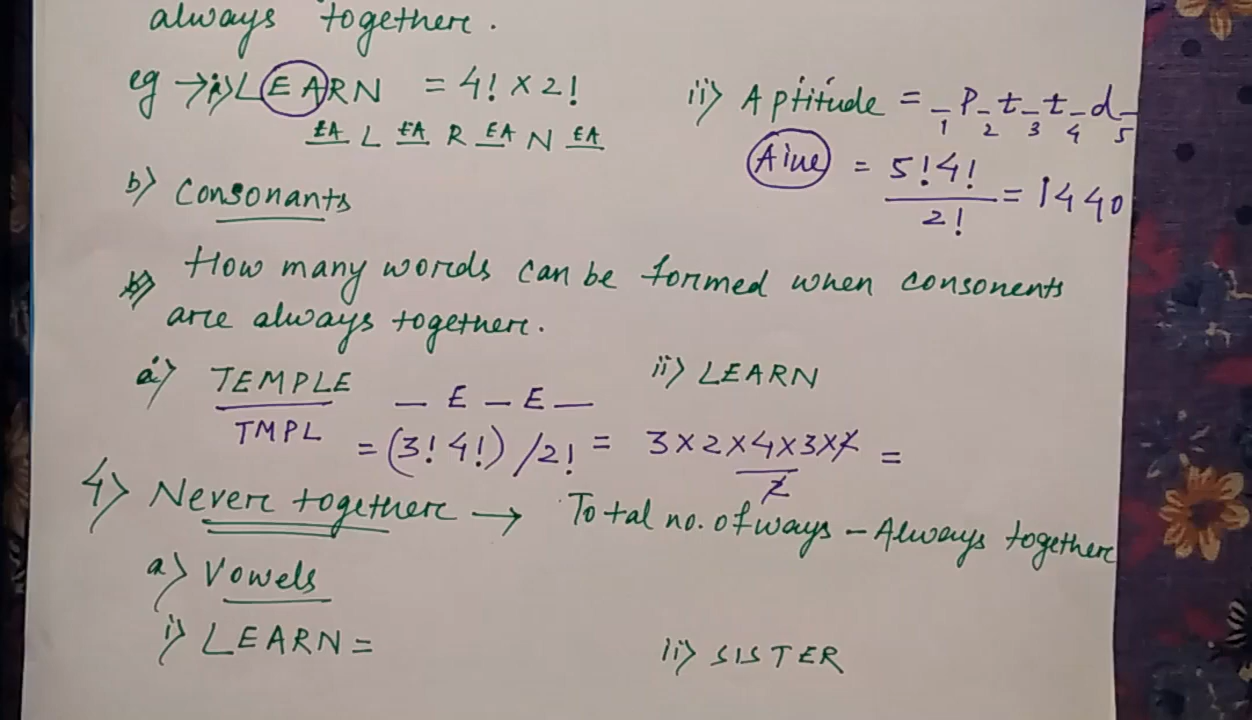 always together.
eg → i) LEARN = 4! × 2!
EA L EA R EA N EA
ii) Aptitude = _ P _ t _ t _ d _
1 2 3 4 5
Aiue = 5!4! / 2! = 1440
b) Consonants
How many words can be formed when consonents
are always together.
i) TEMPLE _ E _ E _
TMPL = (3! 4!) / 2! = 3×2×4×3×2 / 2 =
ii) LEARN
4) Never together → Total no. of ways – Always together
a) Vowels
i) LEARN =
ii) SISTER